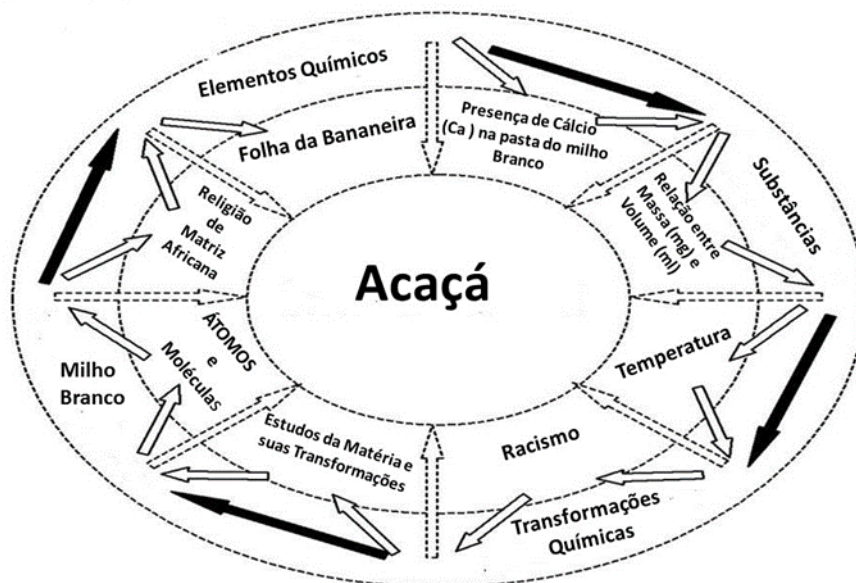 Elementos Químicos
Folha da Bananeira
Presença de Cálcio
(Ca ) na pasta do milho
Branco
Substâncias
Relação entre
Massa (mg) e
Volume (ml)
Religião
de
Matriz
Africana
Acaçá
ÁTOMOS
e
Moléculas
Milho
Branco
Temperatura
Estudos da Matéria e
suas Transformações
Racismo
Transformações
Químicas